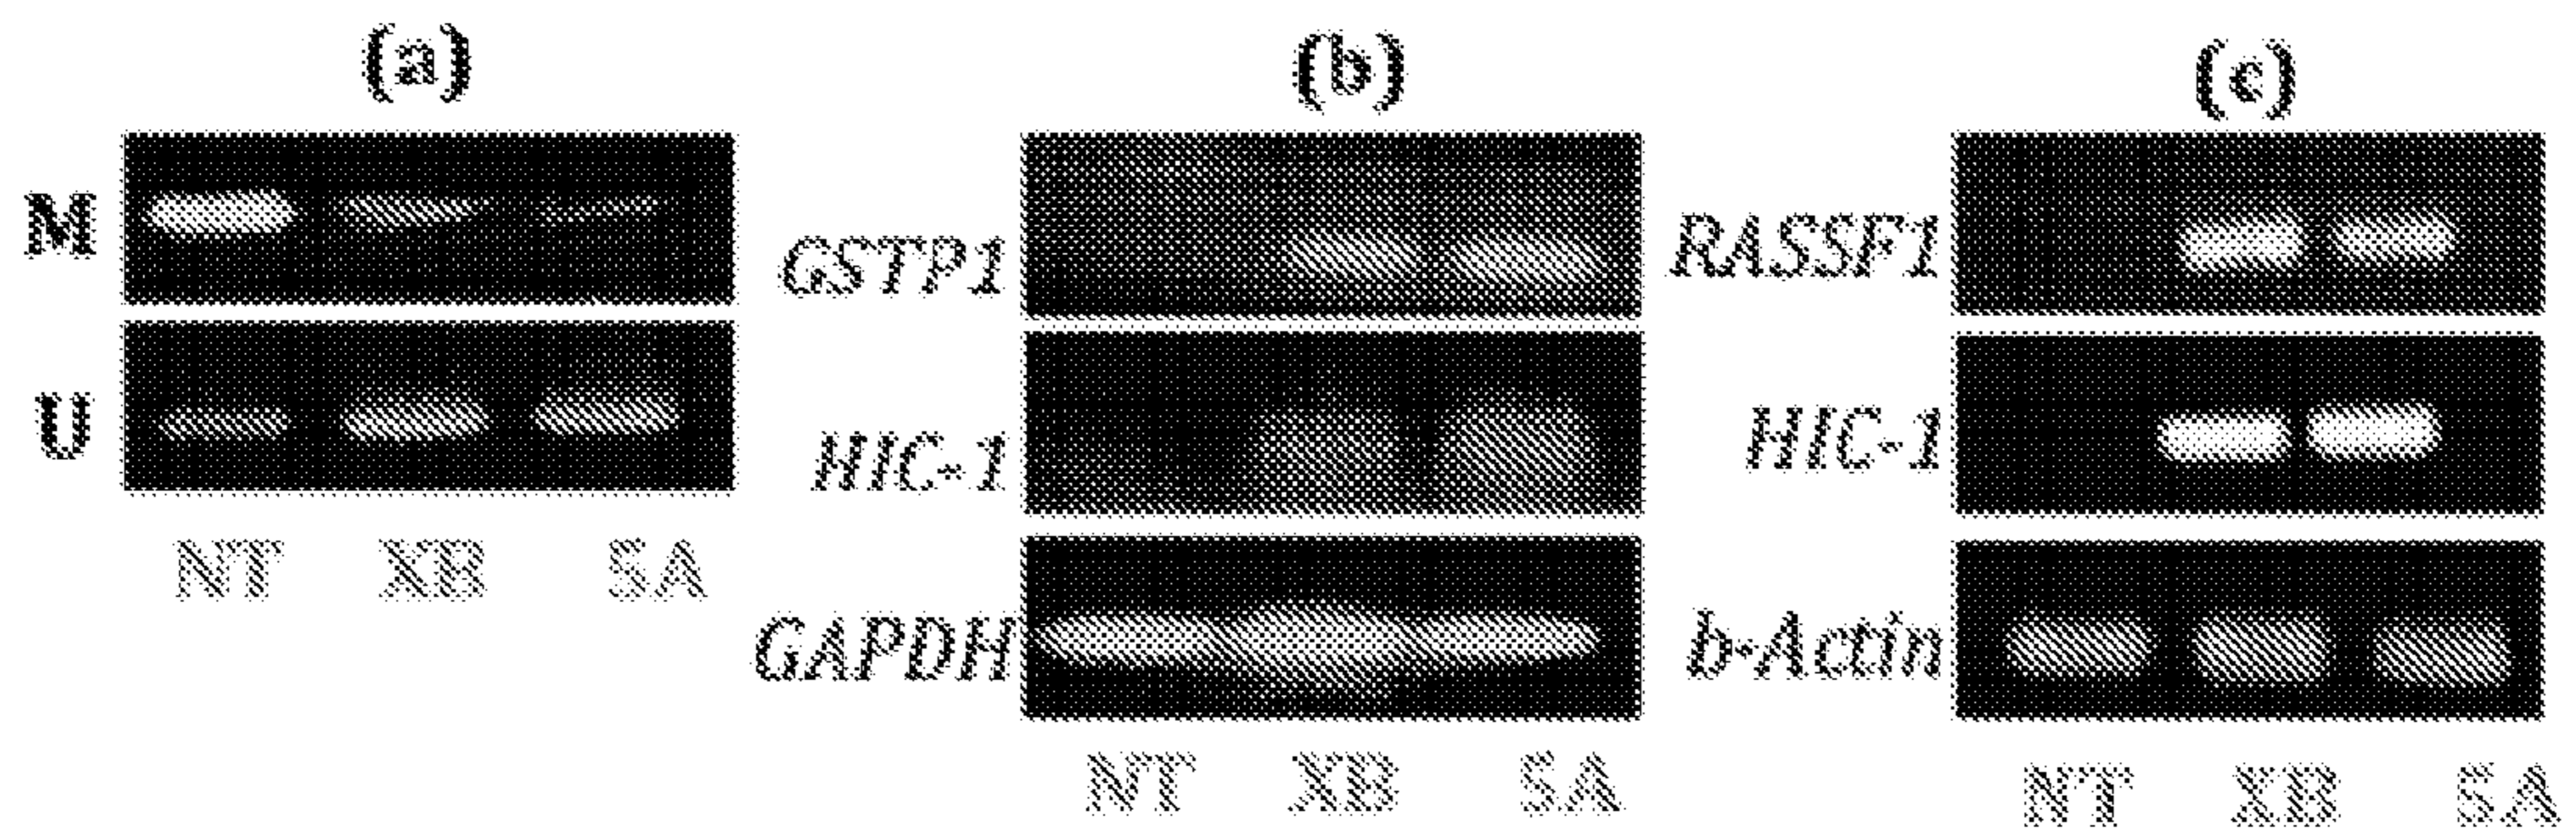 (a)
M
U
NT XB SA
(b)
GSTP1
HIC-1
GAPDH
NT XB SA
(c)
RASSF1
HIC-1
b-Actin
NT XB SA